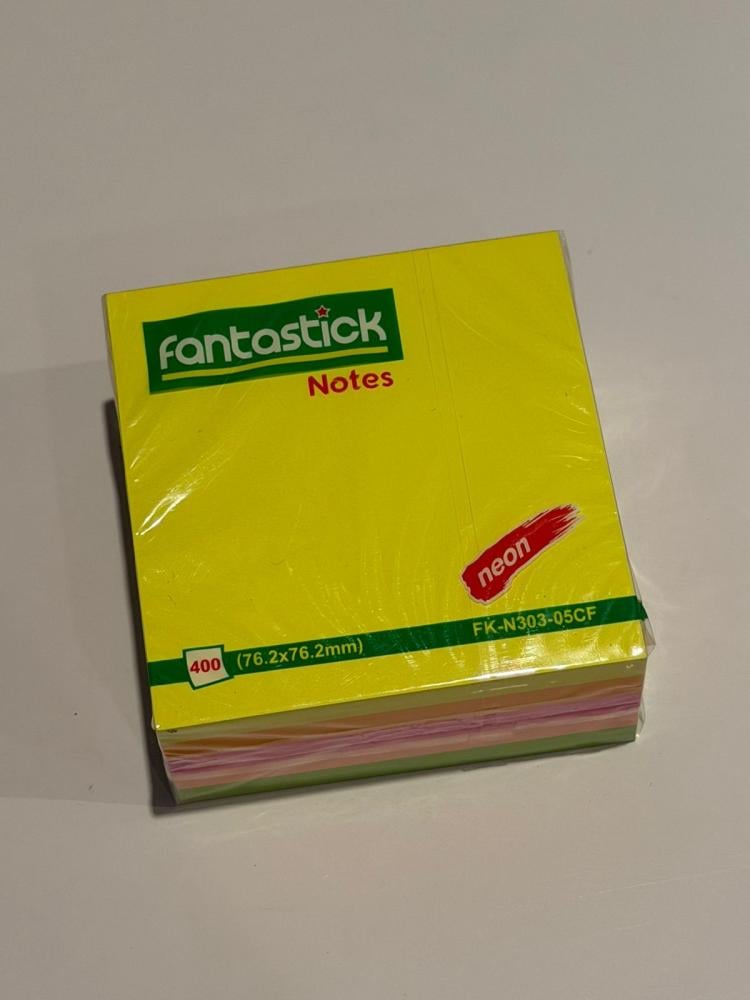 fantastick
Notes
neon
FK-N303-05CF
400 (76.2x76.2mm)